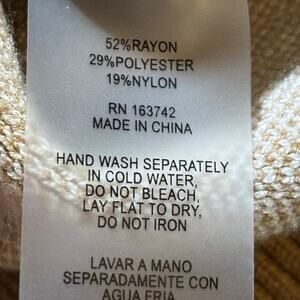 52%RAYON
29%POLYESTER
19%NYLON
RN 163742
MADE IN CHINA
HAND WASH SEPARATELY
IN COLD WATER,
DO NOT BLEACH,
LAY FLAT TO DRY,
DO NOT IRON
LAVAR A MANO
SEPARADAMENTE CON
AGUA FRIA